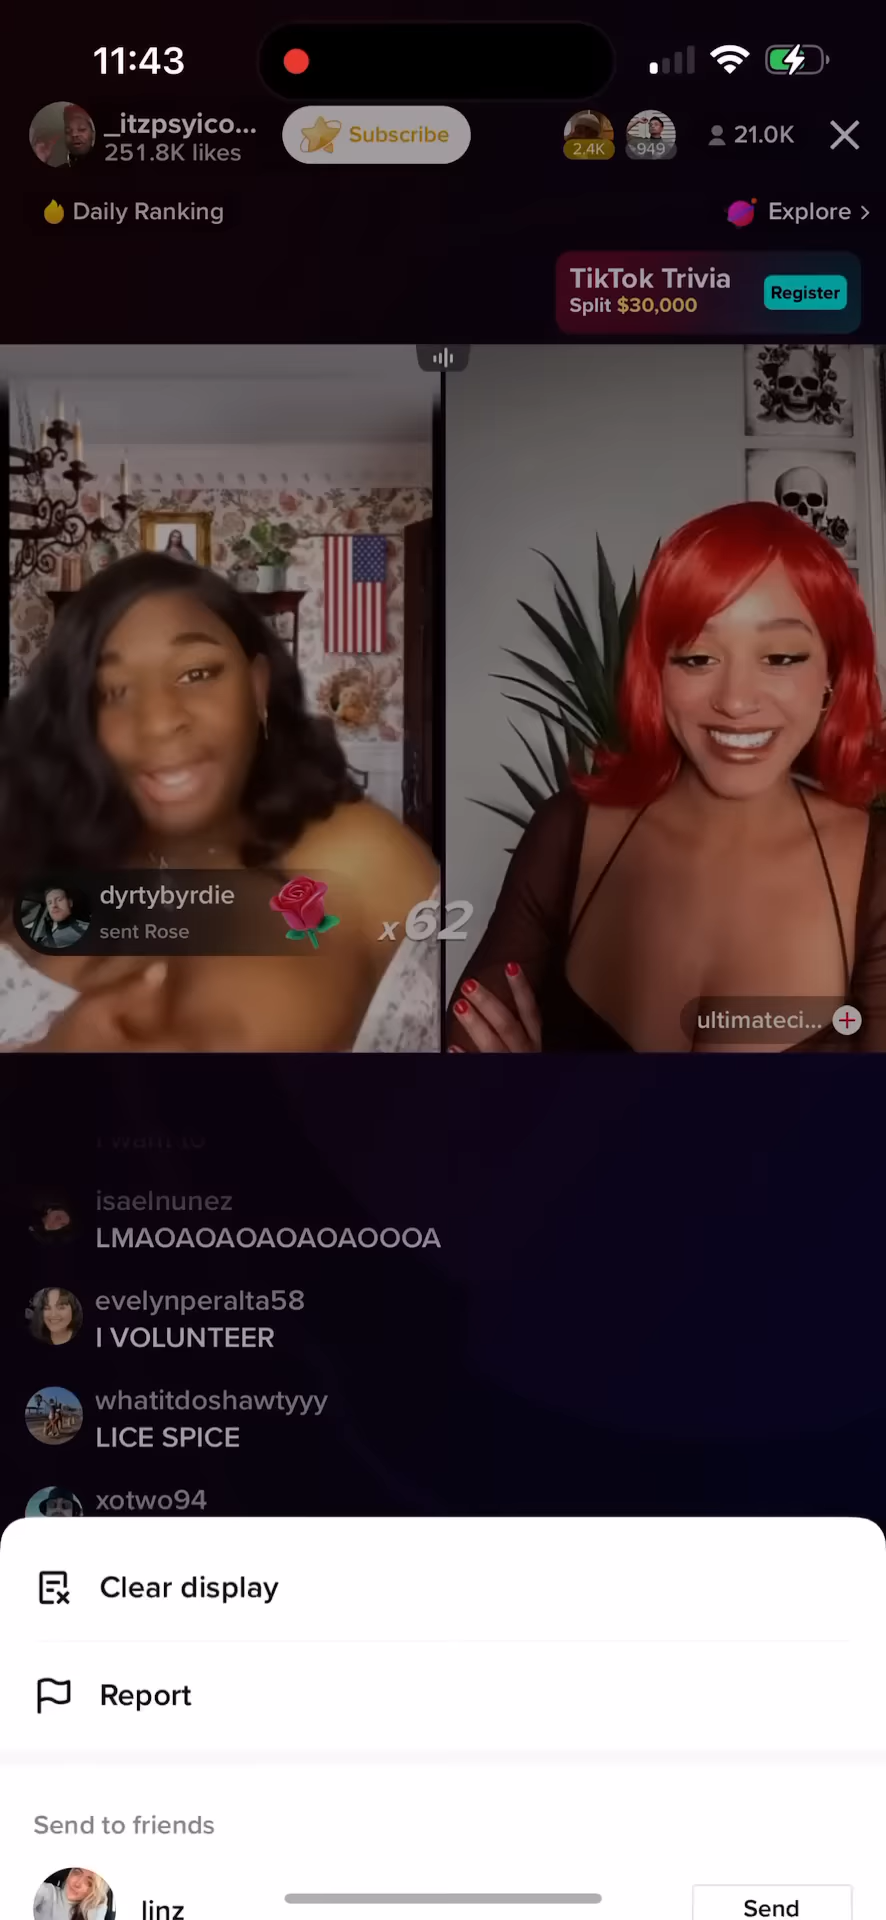 11:43
_itzpsyico...
251.8K likes
Subscribe
2.4K
949
21.0K
Daily Ranking
Explore >
TikTok Trivia
Split $30,000
Register
dyrtybyrdie
sent Rose
x62
ultimateci...
I want to
isaelnunez
LMAOAOAOAOAOAOOOA
evelynperalta58
I VOLUNTEER
whatitdoshawtyyy
LICE SPICE
xotwo94
Clear display
Report
Send to friends
linz
Send